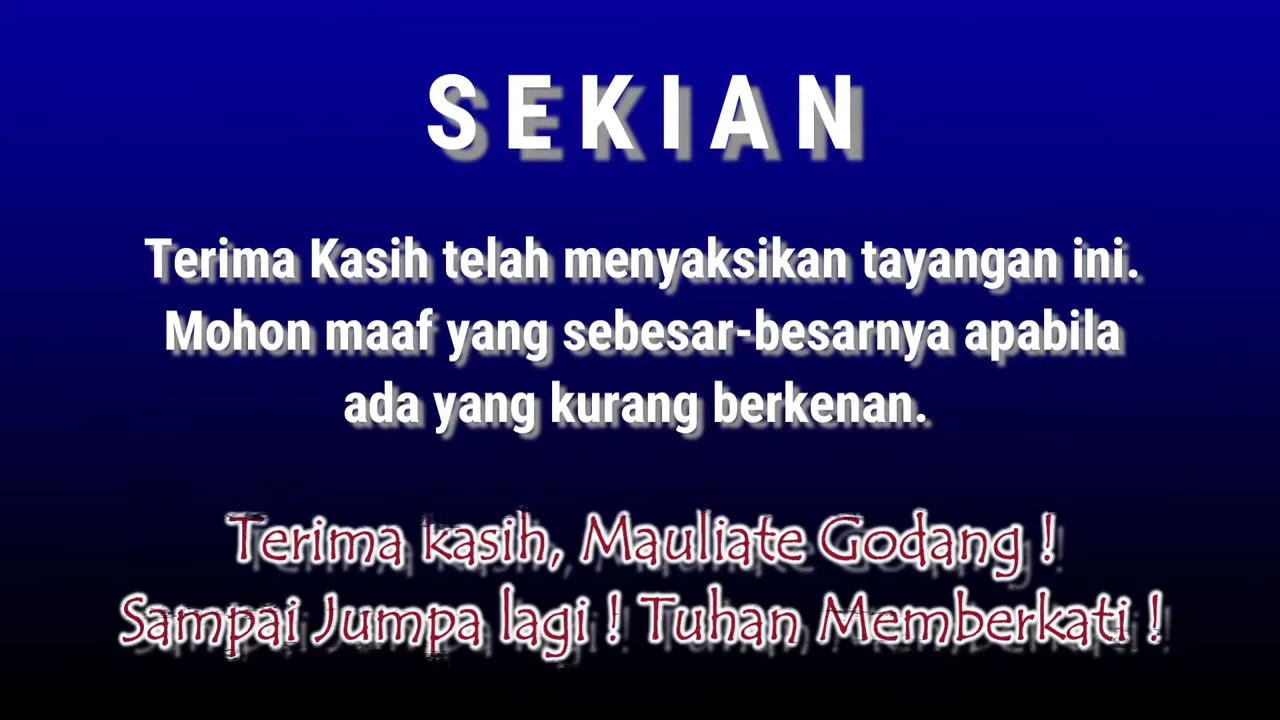 SEKIAN
Terima Kasih telah menyaksikan tayangan ini.
Mohon maaf yang sebesar-besarnya apabila
ada yang kurang berkenan.
Terima kasih, Mauliate Godang !
Sampai Jumpa lagi ! Tuhan Memberkati !